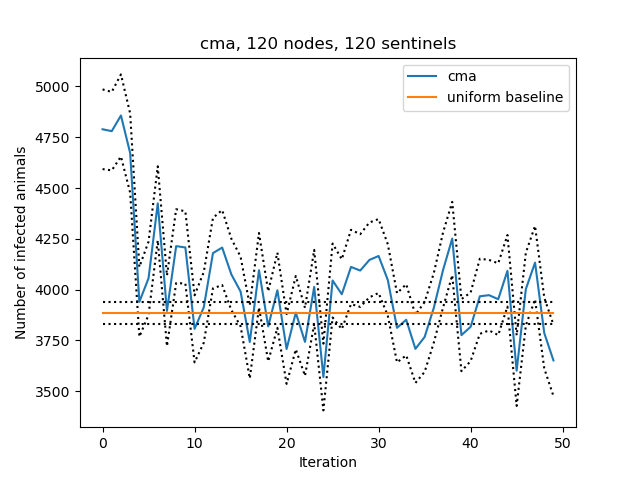 cma, 120 nodes, 120 sentinels
cma
uniform baseline
Number of infected animals
5000
4750
4500
4250
4000
3750
3500
0 10 20 30 40 50
Iteration